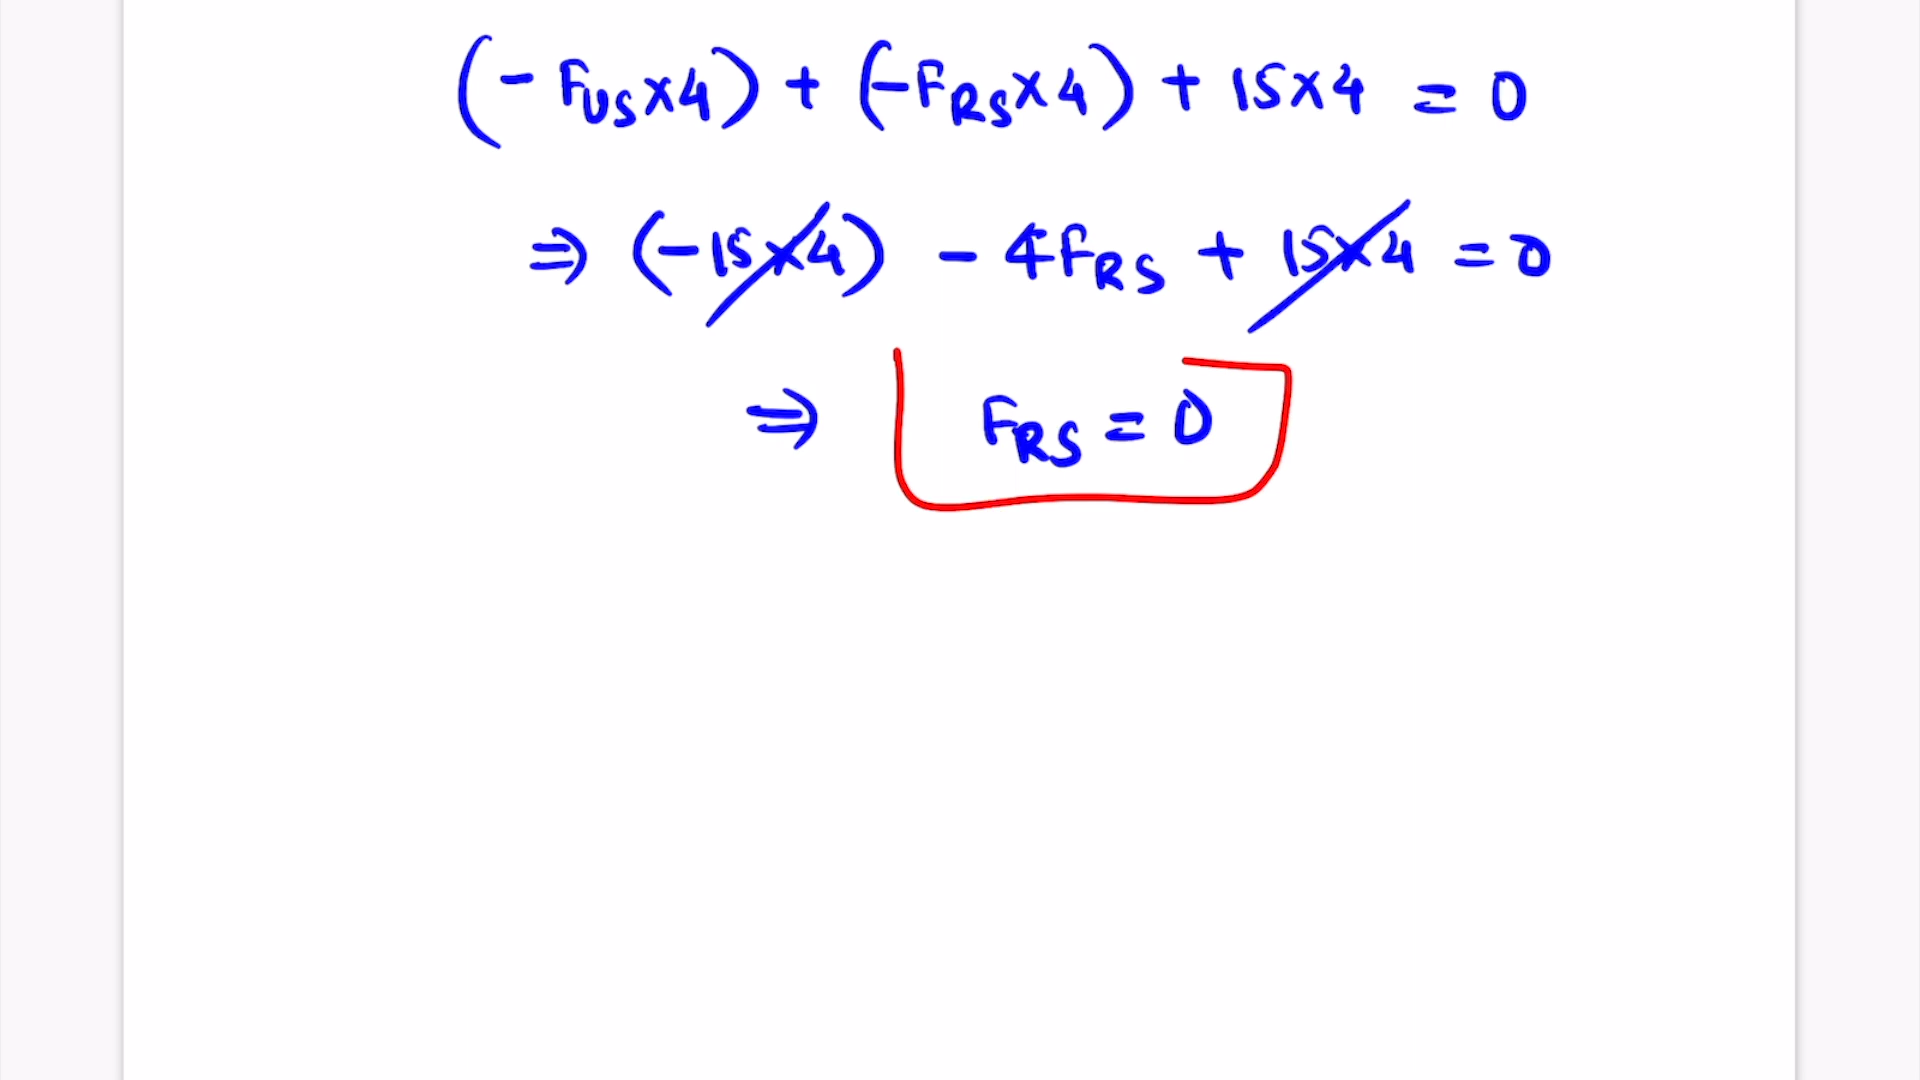 (- F_US × 4) + (-F_RS × 4) + 15 × 4 = 0
⇒ (-15 × 4) - 4F_RS + 15 × 4 = 0
⇒ F_RS = 0